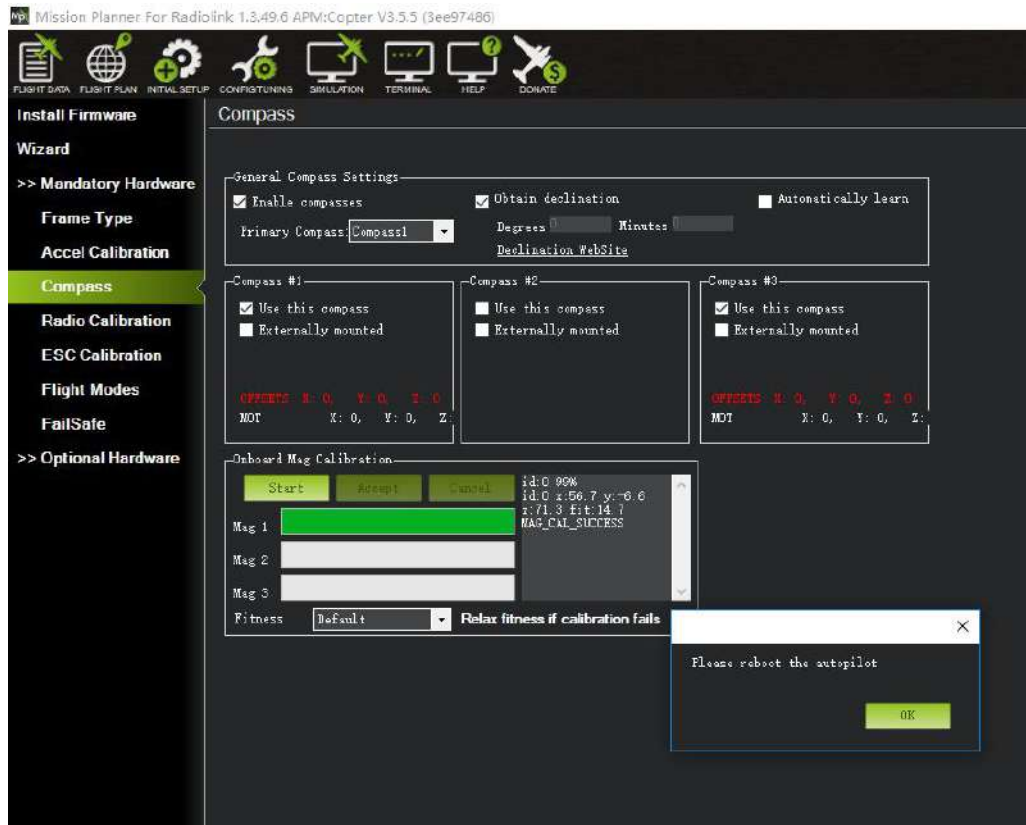 Mission Planner For Radiolink 1.3.49.6 APM:Copter V3.5.5 (3ee97486)
FLIGHT DATA FLIGHT PLAN INITIAL SETUP CONFIG/TUNING SIMULATION TERMINAL HELP DONATE
Install Firmware
Wizard
>> Mandatory Hardware
Frame Type
Accel Calibration
Compass
Radio Calibration
ESC Calibration
Flight Modes
FailSafe
>> Optional Hardware
Compass
General Compass Settings
Enable compasses
Obtain declination
Automatically learn
Primary Compass: Compass1
Degrees 0 Minutes
Declination WebSite
Compass #1
Use this compass
Externally mounted
OFFSETS X: 0, Y: 0, Z: 0
MOT X: 0, Y: 0, Z:
Compass #2
Use this compass
Externally mounted
Compass #3
Use this compass
Externally mounted
OFFSETS X: 0, Y: 0, Z: 0
MOT X: 0, Y: 0, Z:
Onboard Mag Calibration
Start Accept Cancel
Mag 1
Mag 2
Mag 3
id:0 99%
id:0 x:56.7 y:-6.6
z:71.3 fit:14.7
MAG_CAL_SUCCESS
Fitness Default Relax fitness if calibration fails
Please reboot the autopilot
OK